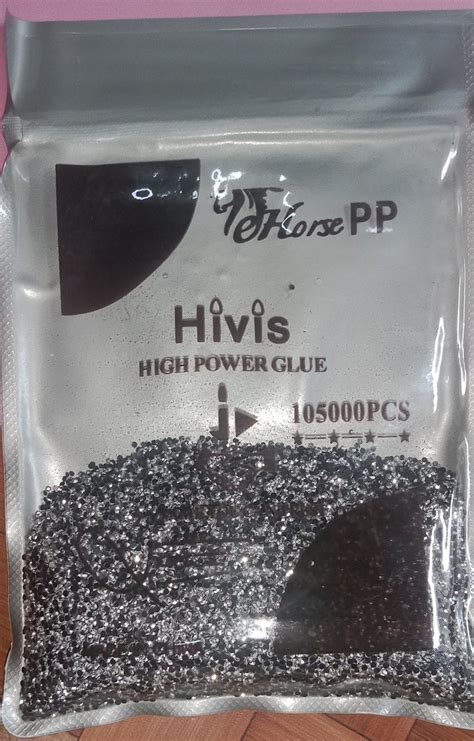 Horse PP
Hivis
HIGH POWER GLUE
105000PCS